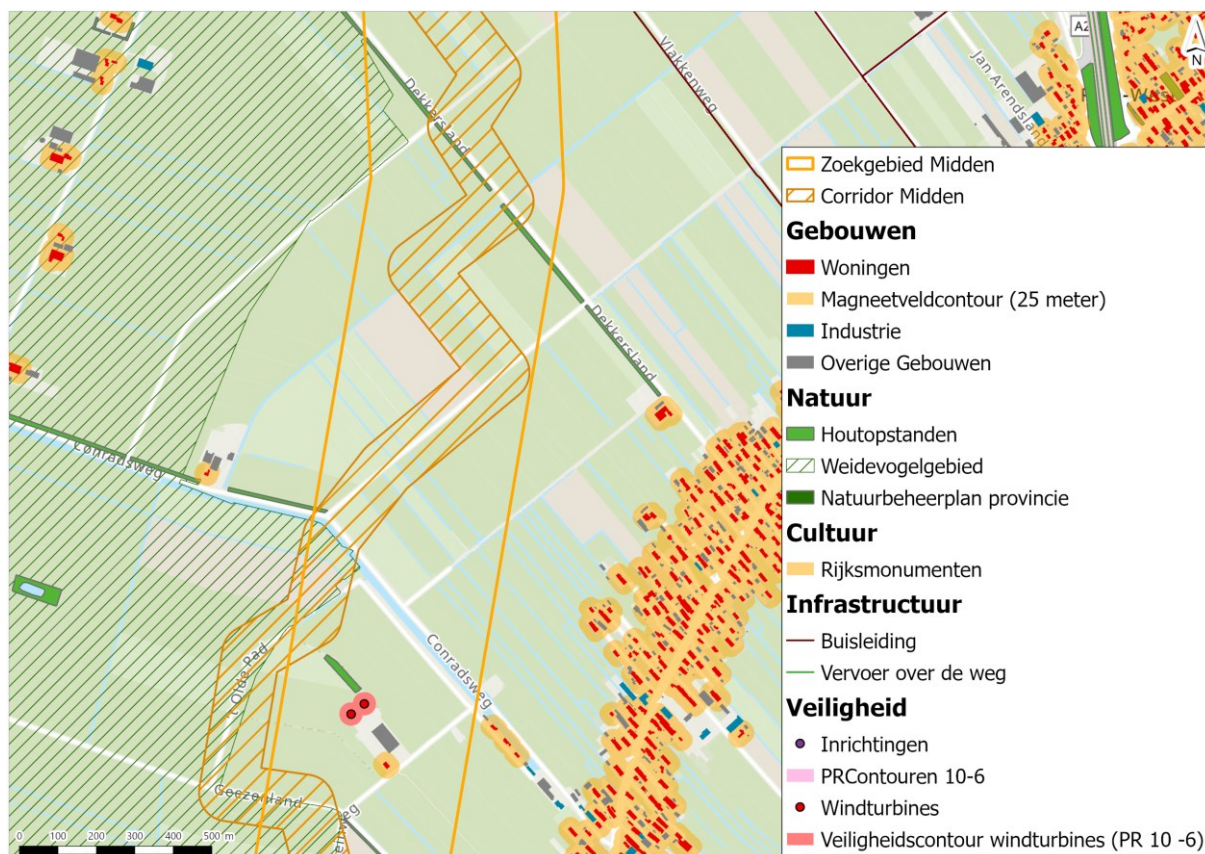 Dekkersland
Vlakkenweg
Jan Arendsland
A2
N
Dekkersland
Conradsweg
Conradsweg
't Olde Pad
Goczenland
0 100 200 300 400 500 m
Zoekgebied Midden
Corridor Midden
Gebouwen
Woningen
Magneetveldcontour (25 meter)
Industrie
Overige Gebouwen
Natuur
Houtopstanden
Weidevogelgebied
Natuurbeheerplan provincie
Cultuur
Rijksmonumenten
Infrastructuur
Buisleiding
Vervoer over de weg
Veiligheid
Inrichtingen
PRContouren 10-6
Windturbines
Veiligheidscontour windturbines (PR 10 -6)